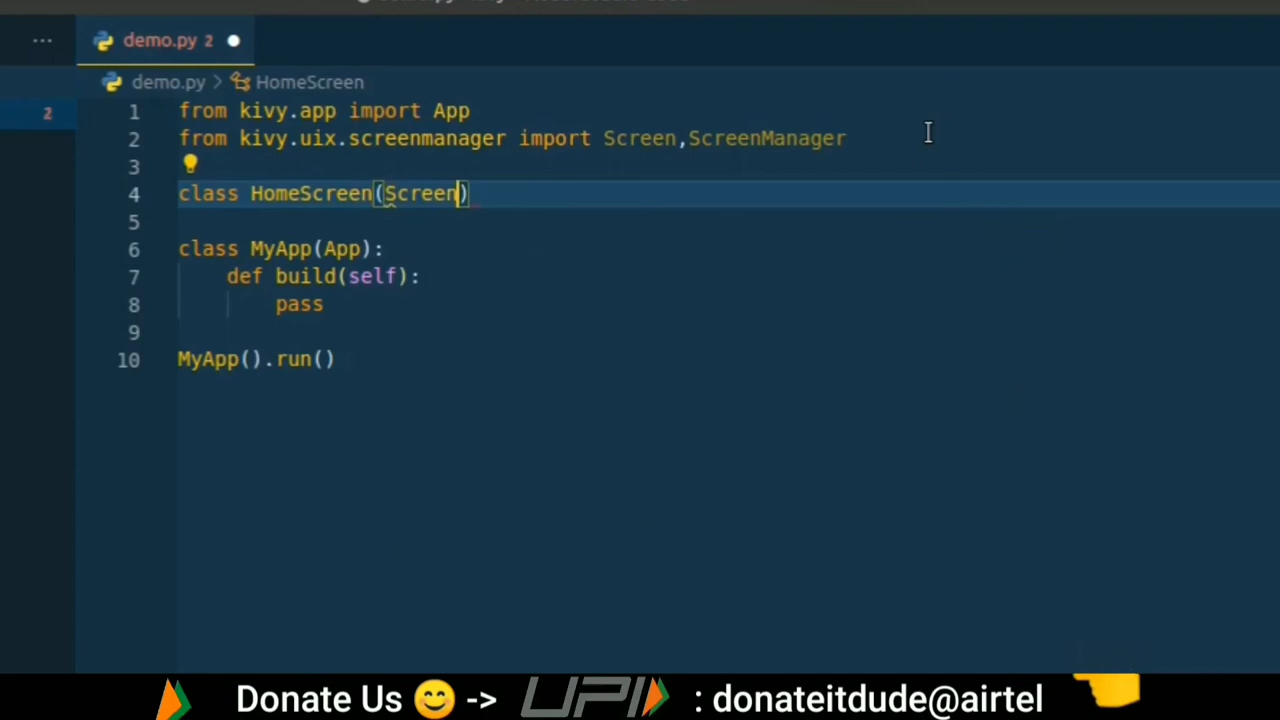 demo.py 2
demo.py > HomeScreen
2
1 from kivy.app import App
2 from kivy.uix.screenmanager import Screen,ScreenManager
3
4 class HomeScreen(Screen)
5
6 class MyApp(App):
7 def build(self):
8 pass
9
10 MyApp().run()
Donate Us 😊 -> UPI : donateitdude@airtel